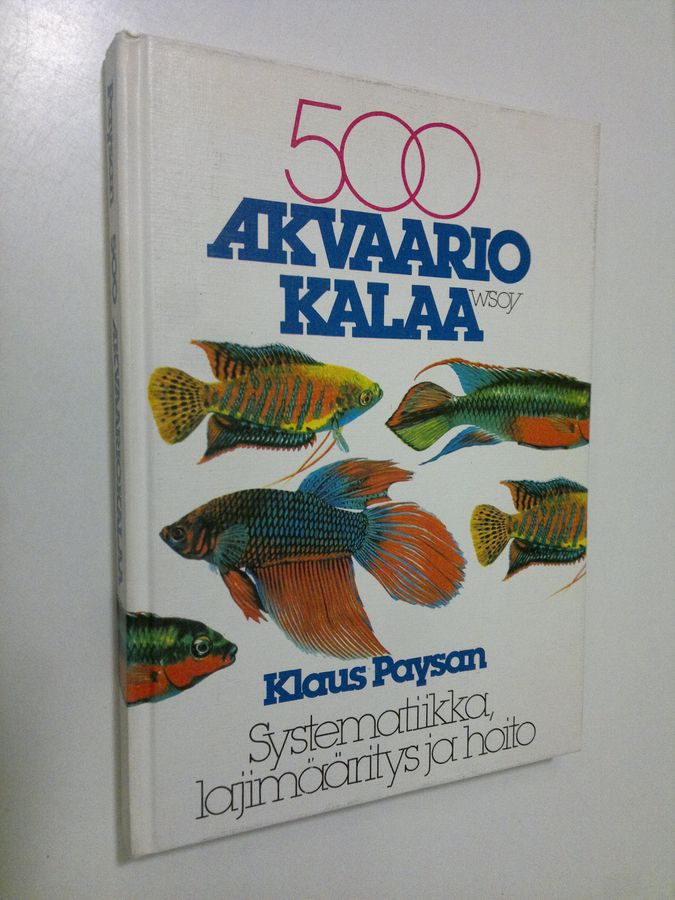 500
AKVAARIO
KALAA
wsoy
Klaus Paysan
Systematiikka,
lajimääritys ja hoito
Paysan 500 AKVAARIOKALAA